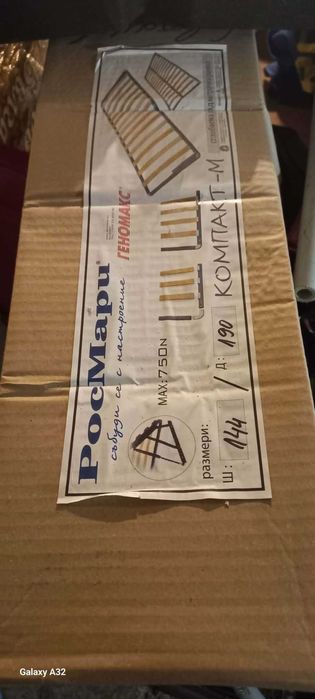 РосМари®
събуди се с настроение
ГЕНОМАКС®
MAX:750N
размери:
Ш: 144 / Д: 190 КОМПАКТ-М
Galaxy A32